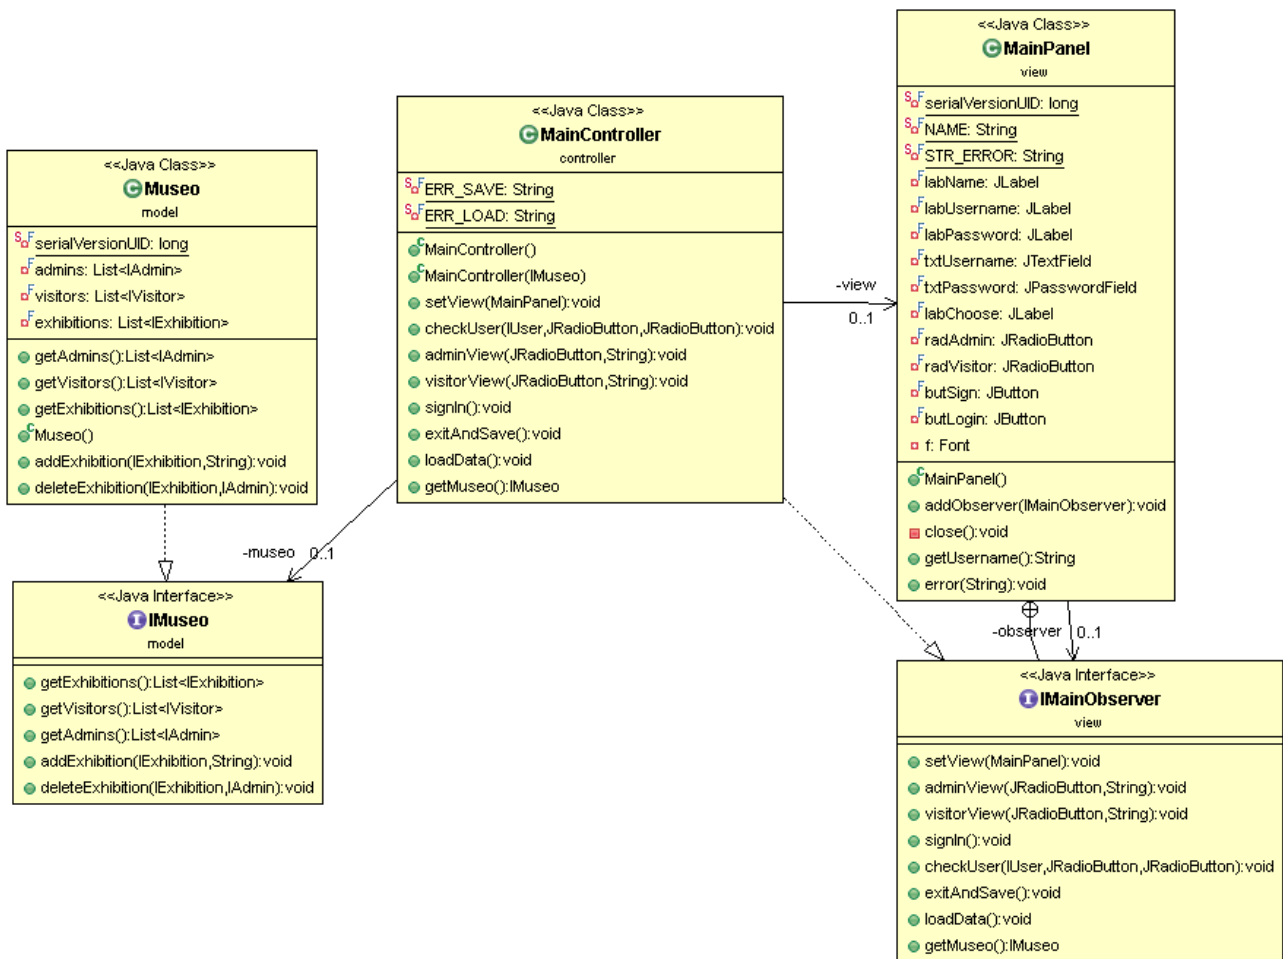 <<Java Class>>
Museo
model
serialVersionUID: long
admins: List<IAdmin>
visitors: List<IVisitor>
exhibitions: List<IExhibition>
getAdmins():List<IAdmin>
getVisitors():List<IVisitor>
getExhibitions():List<IExhibition>
Museo()
addExhibition(IExhibition,String):void
deleteExhibition(IExhibition,IAdmin):void
<<Java Class>>
MainController
controller
ERR_SAVE: String
ERR_LOAD: String
MainController()
MainController(IMuseo)
setView(MainPanel):void
checkUser(IUser,JRadioButton,JRadioButton):void
adminView(JRadioButton,String):void
visitorView(JRadioButton,String):void
signIn():void
exitAndSave():void
loadData():void
getMuseo():IMuseo
<<Java Class>>
MainPanel
view
serialVersionUID: long
NAME: String
STR_ERROR: String
labName: JLabel
labUsername: JLabel
labPassword: JLabel
txtUsername: JTextField
txtPassword: JPasswordField
labChoose: JLabel
radAdmin: JRadioButton
radVisitor: JRadioButton
butSign: JButton
butLogin: JButton
f: Font
MainPanel()
addObserver(IMainObserver):void
close():void
getUsername():String
error(String):void
-view
0..1
-museo 0..1
-observer 0..1
<<Java Interface>>
IMuseo
model
getExhibitions():List<IExhibition>
getVisitors():List<IVisitor>
getAdmins():List<IAdmin>
addExhibition(IExhibition,String):void
deleteExhibition(IExhibition,IAdmin):void
<<Java Interface>>
IMainObserver
view
setView(MainPanel):void
adminView(JRadioButton,String):void
visitorView(JRadioButton,String):void
signIn():void
checkUser(IUser,JRadioButton,JRadioButton):void
exitAndSave():void
loadData():void
getMuseo():IMuseo